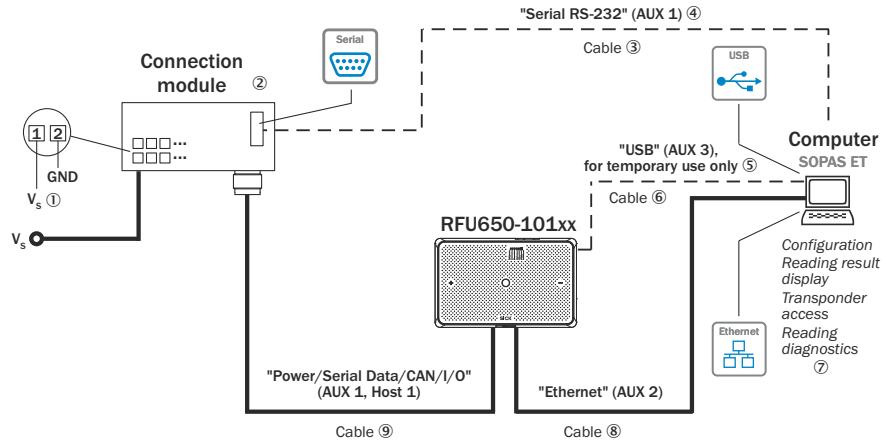 "Serial RS-232" (AUX 1) ④
Cable ③
Serial
USB
Connection
module ②
1 2
GND
Vs ①
Vs
Computer
SOPAS ET
"USB" (AUX 3),
for temporary use only ⑤
Cable ⑥
RFU650-101xx
SICK
Configuration
Reading result
display
Transponder
access
Reading
diagnostics
⑦
Ethernet
"Power/Serial Data/CAN/I/O"
(AUX 1, Host 1)
"Ethernet" (AUX 2)
Cable ⑨
Cable ⑧